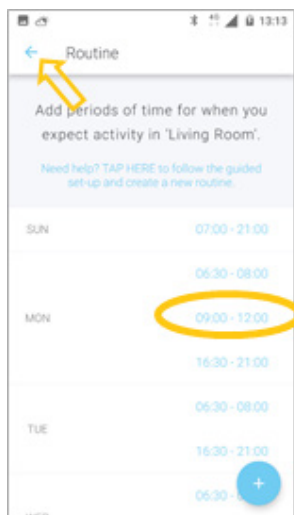 13:13
Routine
Add periods of time for when you
expect activity in 'Living Room'.
Need help? TAP HERE to follow the guided
set-up and create a new routine.
SUN 07:00 - 21:00
06:30 - 08:00
MON 09:00 - 12:00
16:30 - 21:00
06:30 - 08:00
TUE
16:30 - 21:00
+
06:30 -
WED